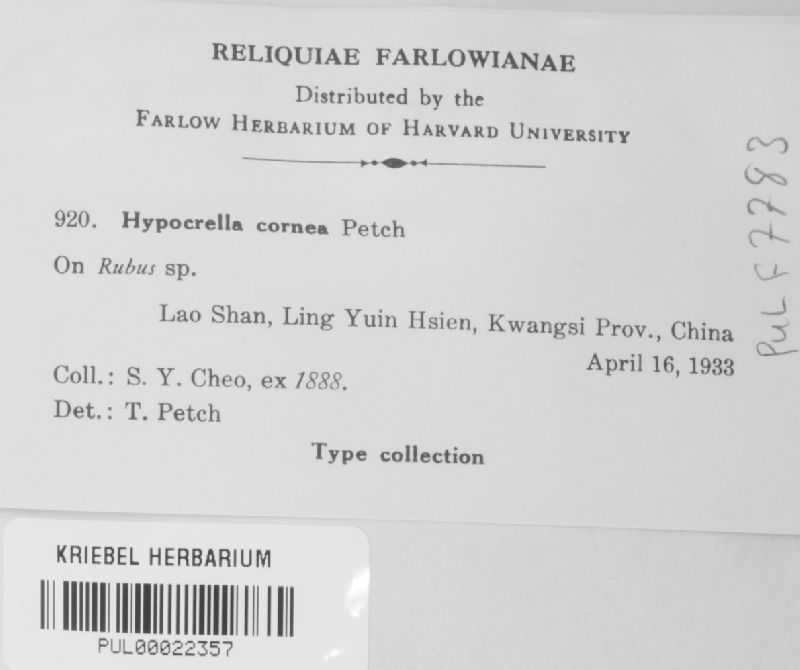 RELIQUIAE FARLOWIANAE
Distributed by the
FARLOW HERBARIUM OF HARVARD UNIVERSITY
920. Hypocrella cornea Petch
On Rubus sp.
Lao Shan, Ling Yuin Hsien, Kwangsi Prov., China
April 16, 1933
Coll.: S. Y. Cheo, ex 1888.
Det.: T. Petch
Type collection
PUL F7783
KRIEBEL HERBARIUM
PUL00022357